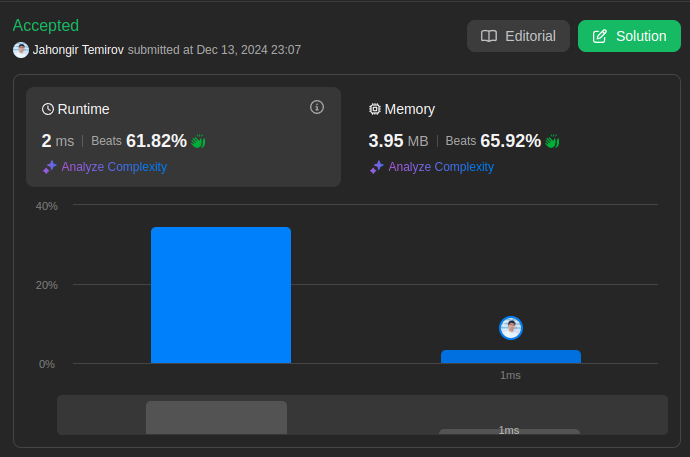 Accepted
Editorial
Solution
Jahongir Temirov submitted at Dec 13, 2024 23:07
Runtime
Memory
2 ms | Beats 61.82%
3.95 MB | Beats 65.92%
Analyze Complexity
Analyze Complexity
40%
20%
0%
1ms
1ms